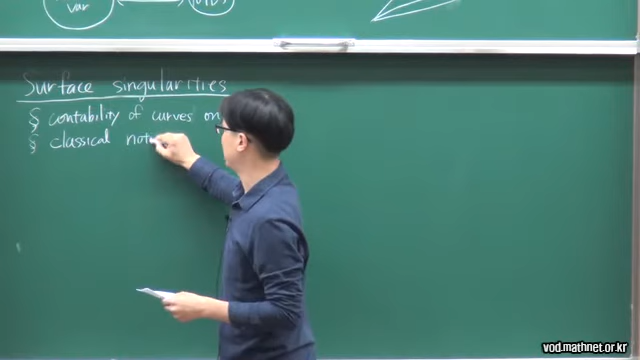 var
Surface singularities
§ contability of curves on
§ classical not
vod.mathnet.or.kr